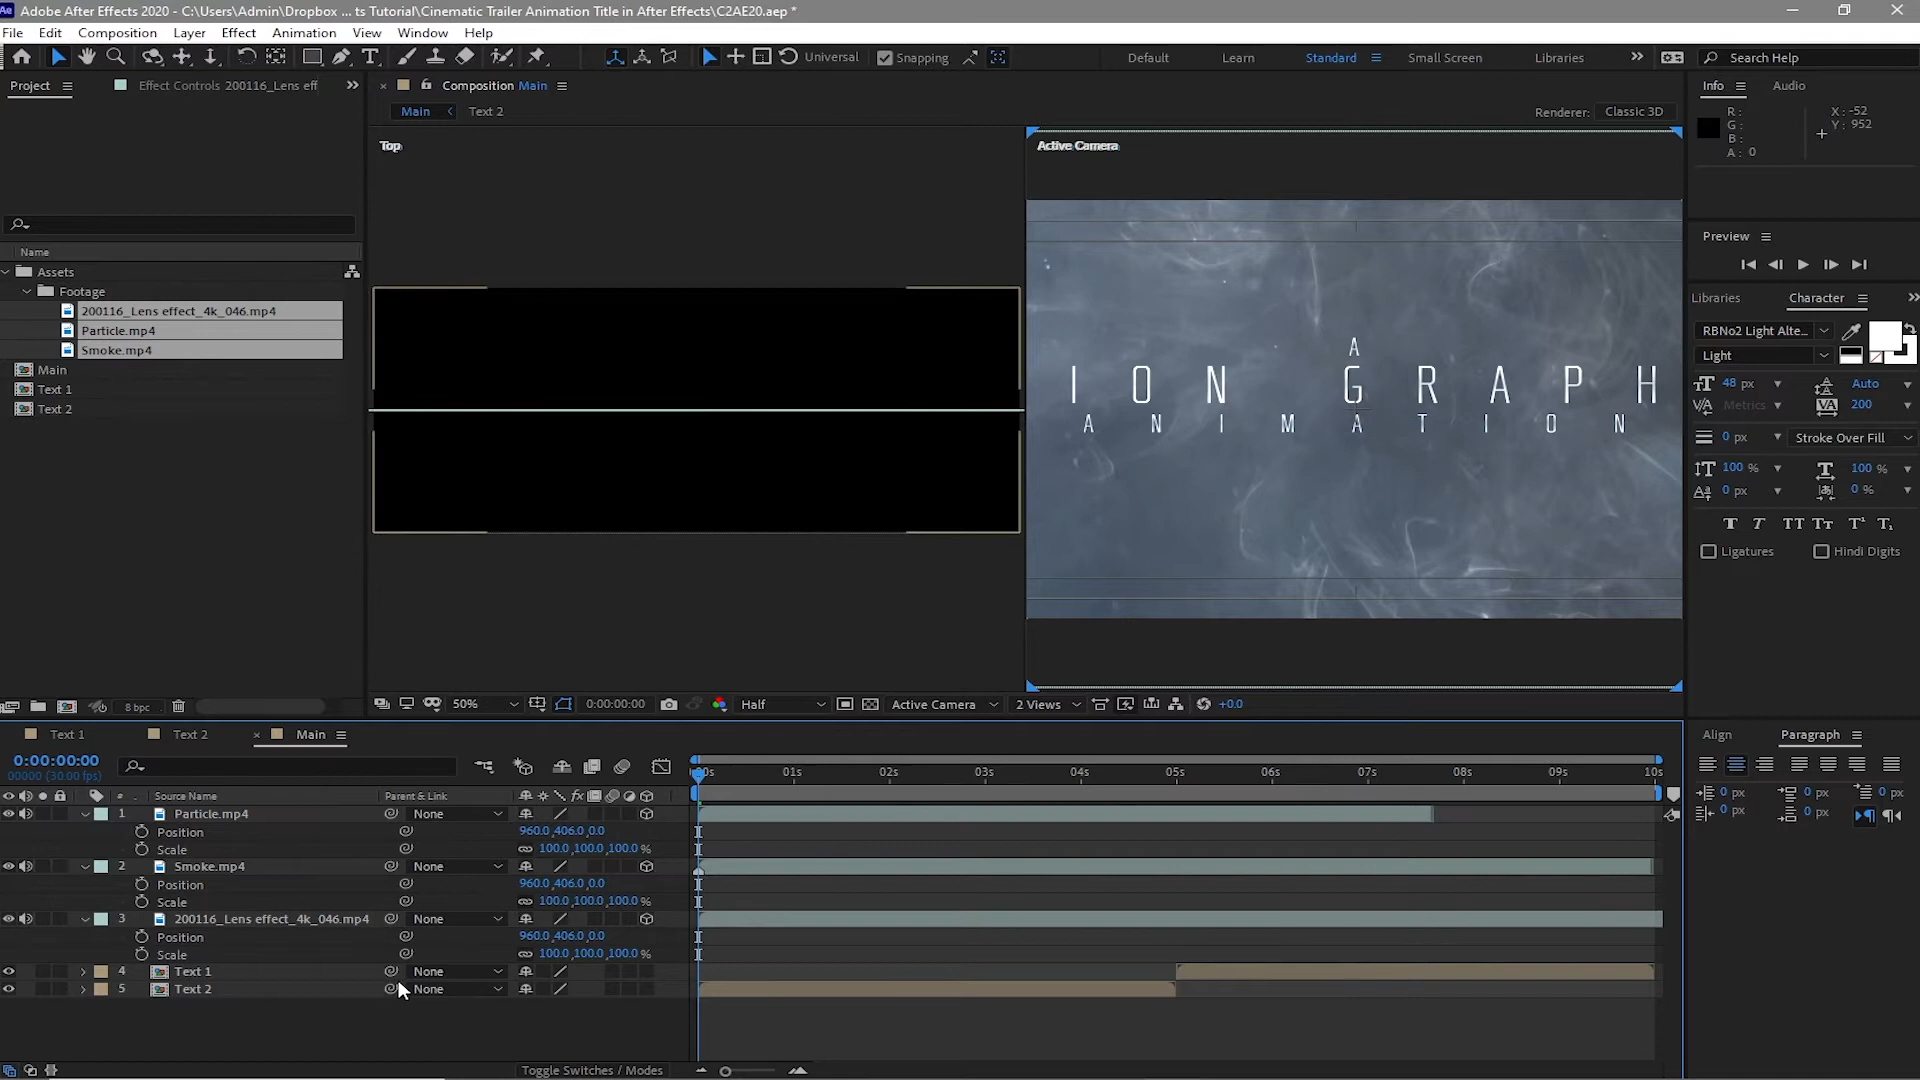 Adobe After Effects 2020 - C:\Users\Admin\Dropbox ... ts Tutorial\Cinematic Trailer Animation Title in After Effects\C2AE20.aep *
File Edit Composition Layer Effect Animation View Window Help
Universal Snapping Default Learn Standard Small Screen Libraries Search Help
Project Effect Controls 200116_Lens eff Composition Main Info Audio
Main Text 2 Renderer: Classic 3D
R: X : -52
G: Y : 952
B:
A : 0
Top Active Camera
Name
Assets
Footage
200116_Lens effect_4k_046.mp4
Particle.mp4
Smoke.mp4
Main
Text 1
Text 2
A
ION GRAPH
ANIMATION
Preview
Libraries Character
RBNo2 Light Alte...
Light
48 px Auto
Metrics 200
0 px Stroke Over Fill
100 % 100 %
0 px 0 %
Ligatures Hindi Digits
8 bpc 50% 0:00:00:00 Half Active Camera 2 Views +0.0
Text 1 Text 2 Main Align Paragraph
0:00:00:00
00000 (30.00 fps)
00s 01s 02s 03s 04s 05s 06s 07s 08s 09s 10s
# Source Name Parent & Link fx
0 px 0 px 0 px
0 px 0 px
1 Particle.mp4 None
Position 960.0,406.0,0.0
Scale 100.0,100.0,100.0 %
2 Smoke.mp4 None
Position 960.0,406.0,0.0
Scale 100.0,100.0,100.0 %
3 200116_Lens effect_4k_046.mp4 None
Position 960.0,406.0,0.0
Scale 100.0,100.0,100.0 %
4 Text 1 None
5 Text 2 None
Toggle Switches / Modes